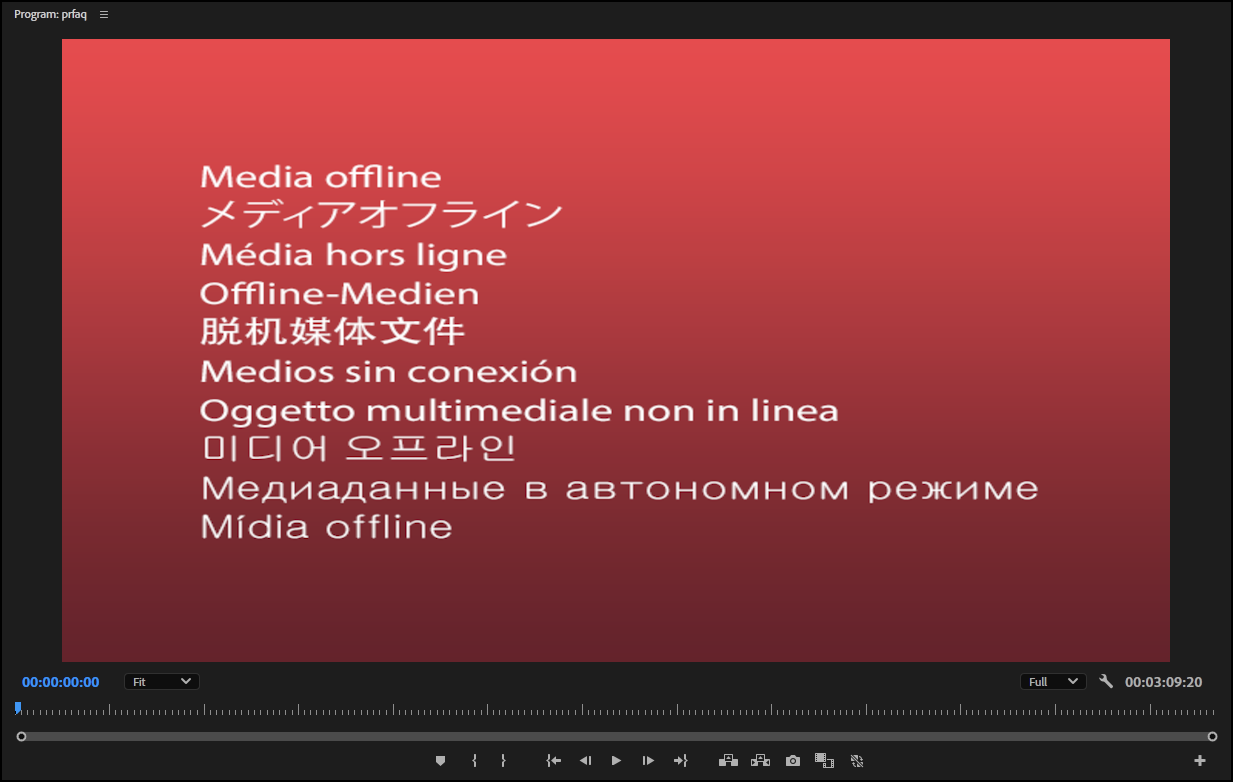 Program: prfaq
Media offline
メディアオフライン
Média hors ligne
Offline-Medien
脱机媒体文件
Medios sin conexión
Oggetto multimediale non in linea
미디어 오프라인
Медиаданные в автономном режиме
Mídia offline
00:00:00:00 Fit Full 00:03:09:20